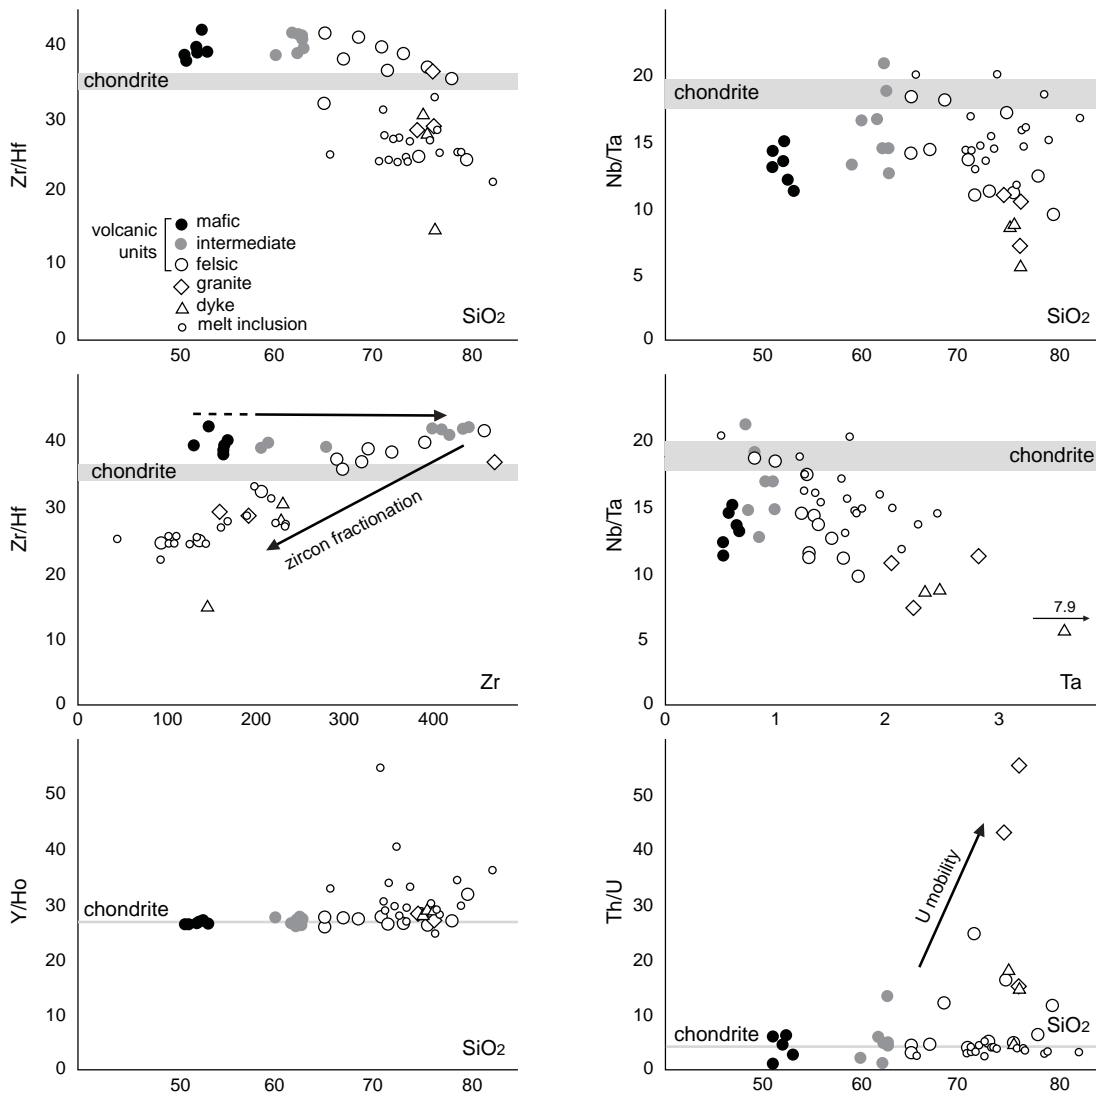 Zr/Hf
40
30
20
10
0
chondrite
volcanic
units
mafic
intermediate
felsic
granite
dyke
melt inclusion
SiO2
50 60 70 80
Nb/Ta
20
15
10
5
0
chondrite
SiO2
50 60 70 80
Zr/Hf
40
30
20
10
0
chondrite
zircon fractionation
Zr
0 100 200 300 400
Nb/Ta
20
15
10
5
0
chondrite
7.9
Ta
0 1 2 3
Y/Ho
50
40
30
20
10
0
chondrite
SiO2
50 60 70 80
Th/U
50
40
30
20
10
0
U mobility
chondrite
SiO2
50 60 70 80